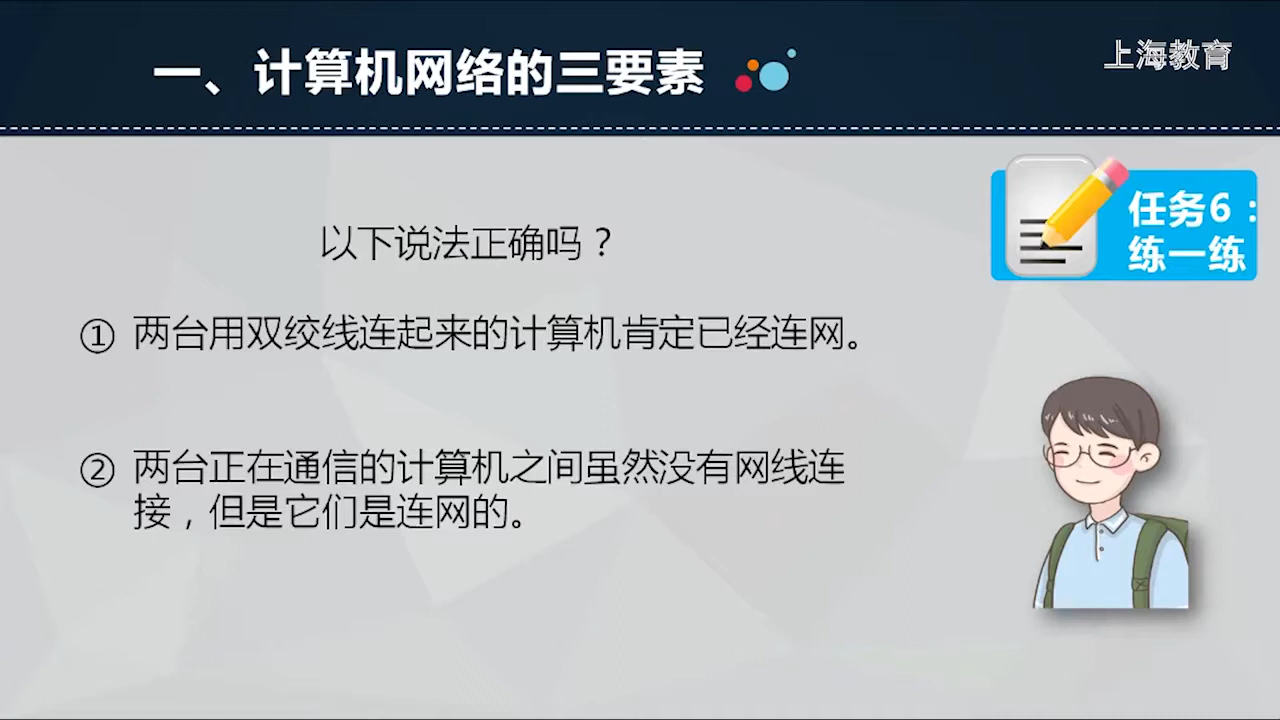 一、计算机网络的三要素
上海教育
任务6：
练一练
以下说法正确吗？
① 两台用双绞线连起来的计算机肯定已经连网。
② 两台正在通信的计算机之间虽然没有网线连
接，但是它们是连网的。